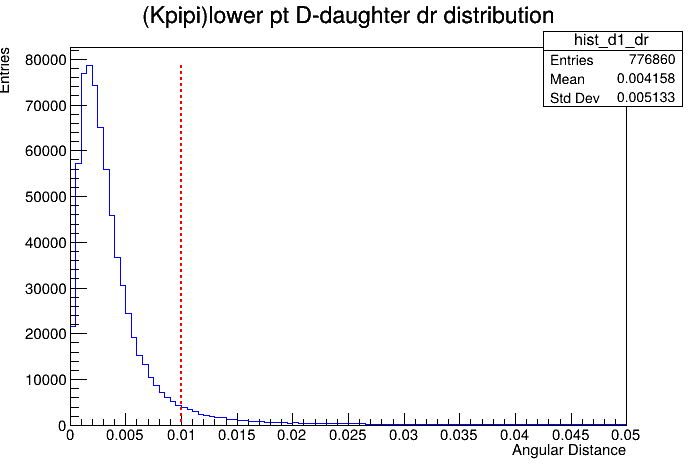 (Kpipi)lower pt D-daughter dr distribution
hist_d1_dr
Entries 776860
Mean 0.004158
Std Dev 0.005133
Entries
80000
70000
60000
50000
40000
30000
20000
10000
0
0 0.005 0.01 0.015 0.02 0.025 0.03 0.035 0.04 0.045 0.05
Angular Distance